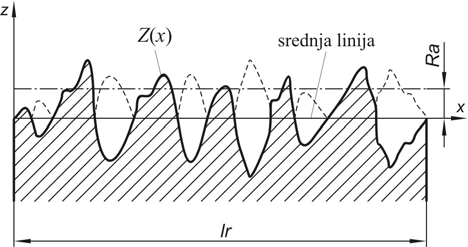 z
Z(x)
srednja linija
Ra
x
lr